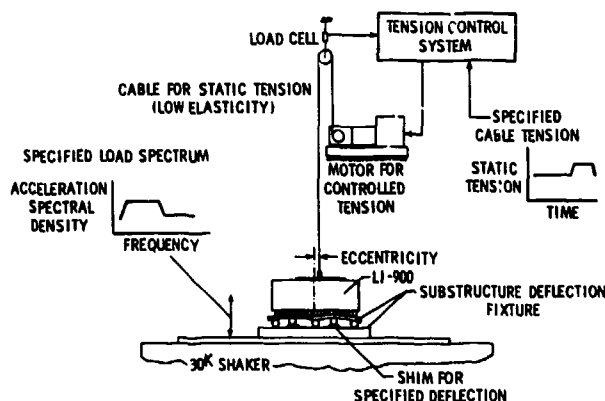 LOAD CELL
TENSION CONTROL
SYSTEM
CABLE FOR STATIC TENSION
(LOW ELASTICITY)
SPECIFIED
CABLE TENSION
MOTOR FOR
CONTROLLED
TENSION
STATIC
TENSION
TIME
SPECIFIED LOAD SPECTRUM
ACCELERATION
SPECTRAL
DENSITY
FREQUENCY
ECCENTRICITY
LI-900
SUBSTRUCTURE DEFLECTION
FIXTURE
30K SHAKER
SHIM FOR
SPECIFIED DEFLECTION